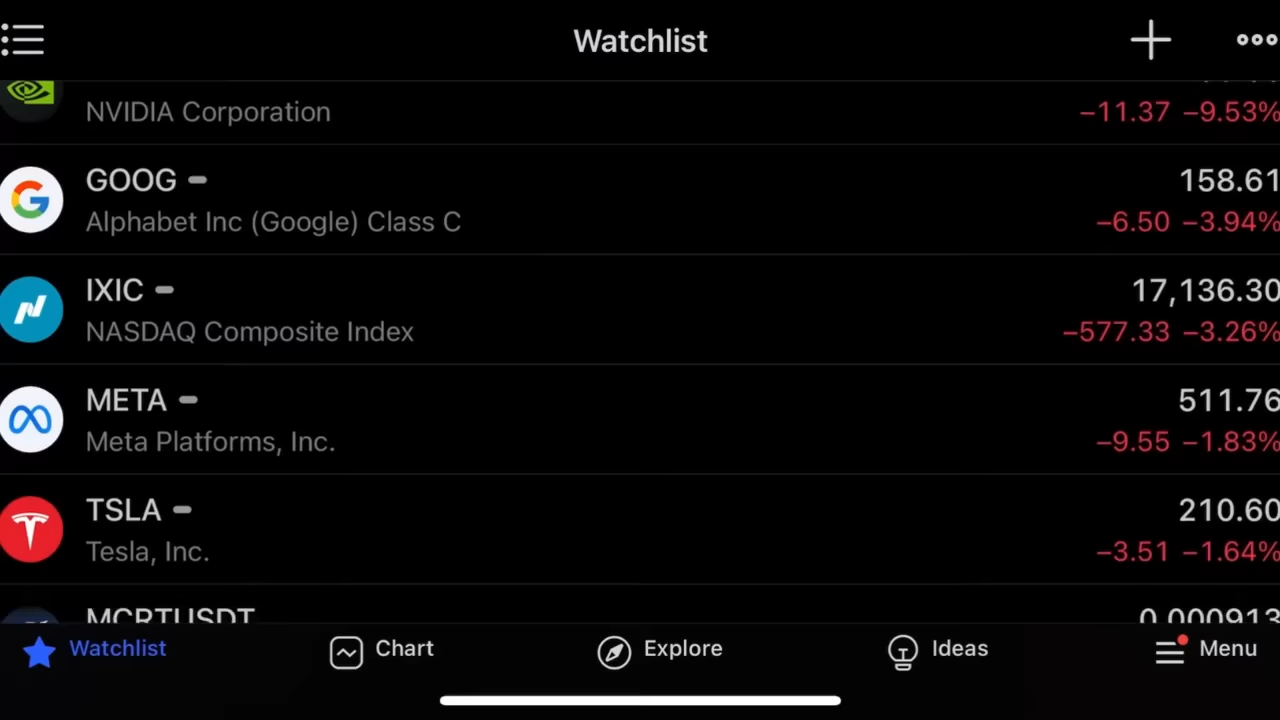 Watchlist
NVIDIA Corporation
−11.37 −9.53%
GOOG
158.61
Alphabet Inc (Google) Class C
−6.50 −3.94%
IXIC
17,136.30
NASDAQ Composite Index
−577.33 −3.26%
META
511.76
Meta Platforms, Inc.
−9.55 −1.83%
TSLA
210.60
Tesla, Inc.
−3.51 −1.64%
MCRTUSDT
0.000913
Watchlist
Chart
Explore
Ideas
Menu